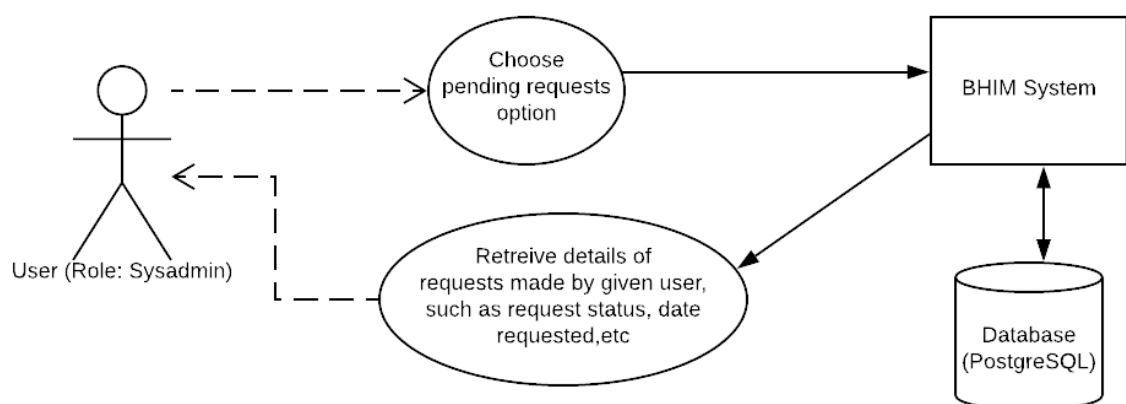 Choose
pending requests
option
BHIM System
User (Role: Sysadmin)
Retreive details of
requests made by given user,
such as request status, date
requested,etc
Database
(PostgreSQL)